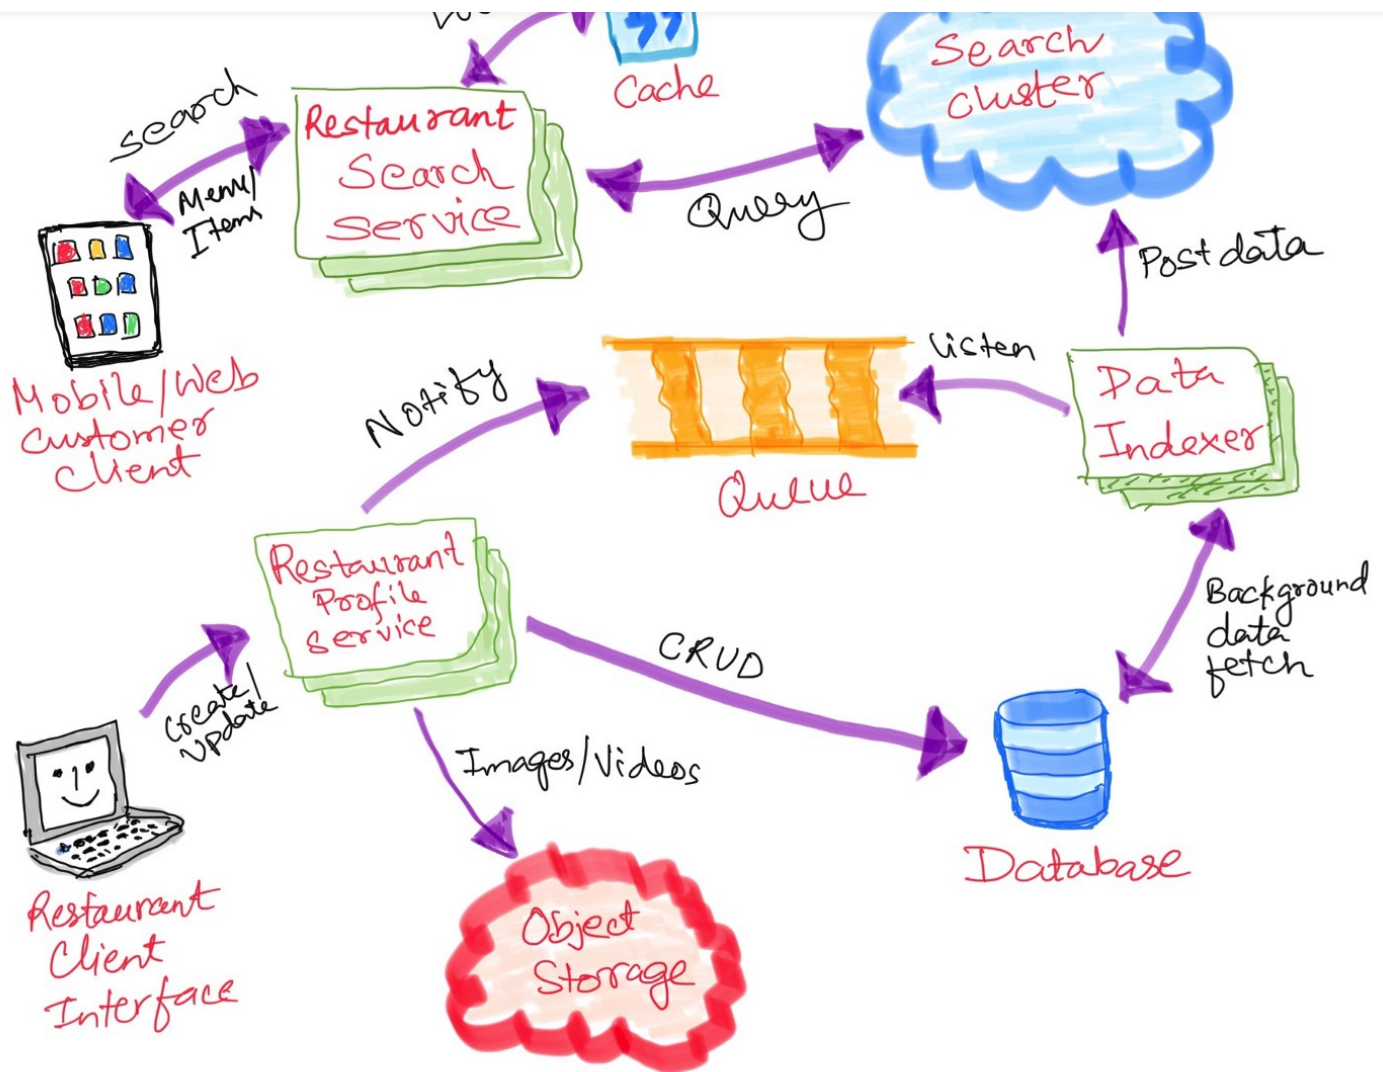 Cache
Search
Cluster
search
Menu/
Items
Restaurant
Search
Service
Query
Post data
Mobile/Web
Customer
Client
Notify
Listen
Queue
Data
Indexer
Restaurant
Profile
Service
Create/
Update
CRUD
Background
data
fetch
Images/Videos
Database
Restaurant
Client
Interface
Object
Storage